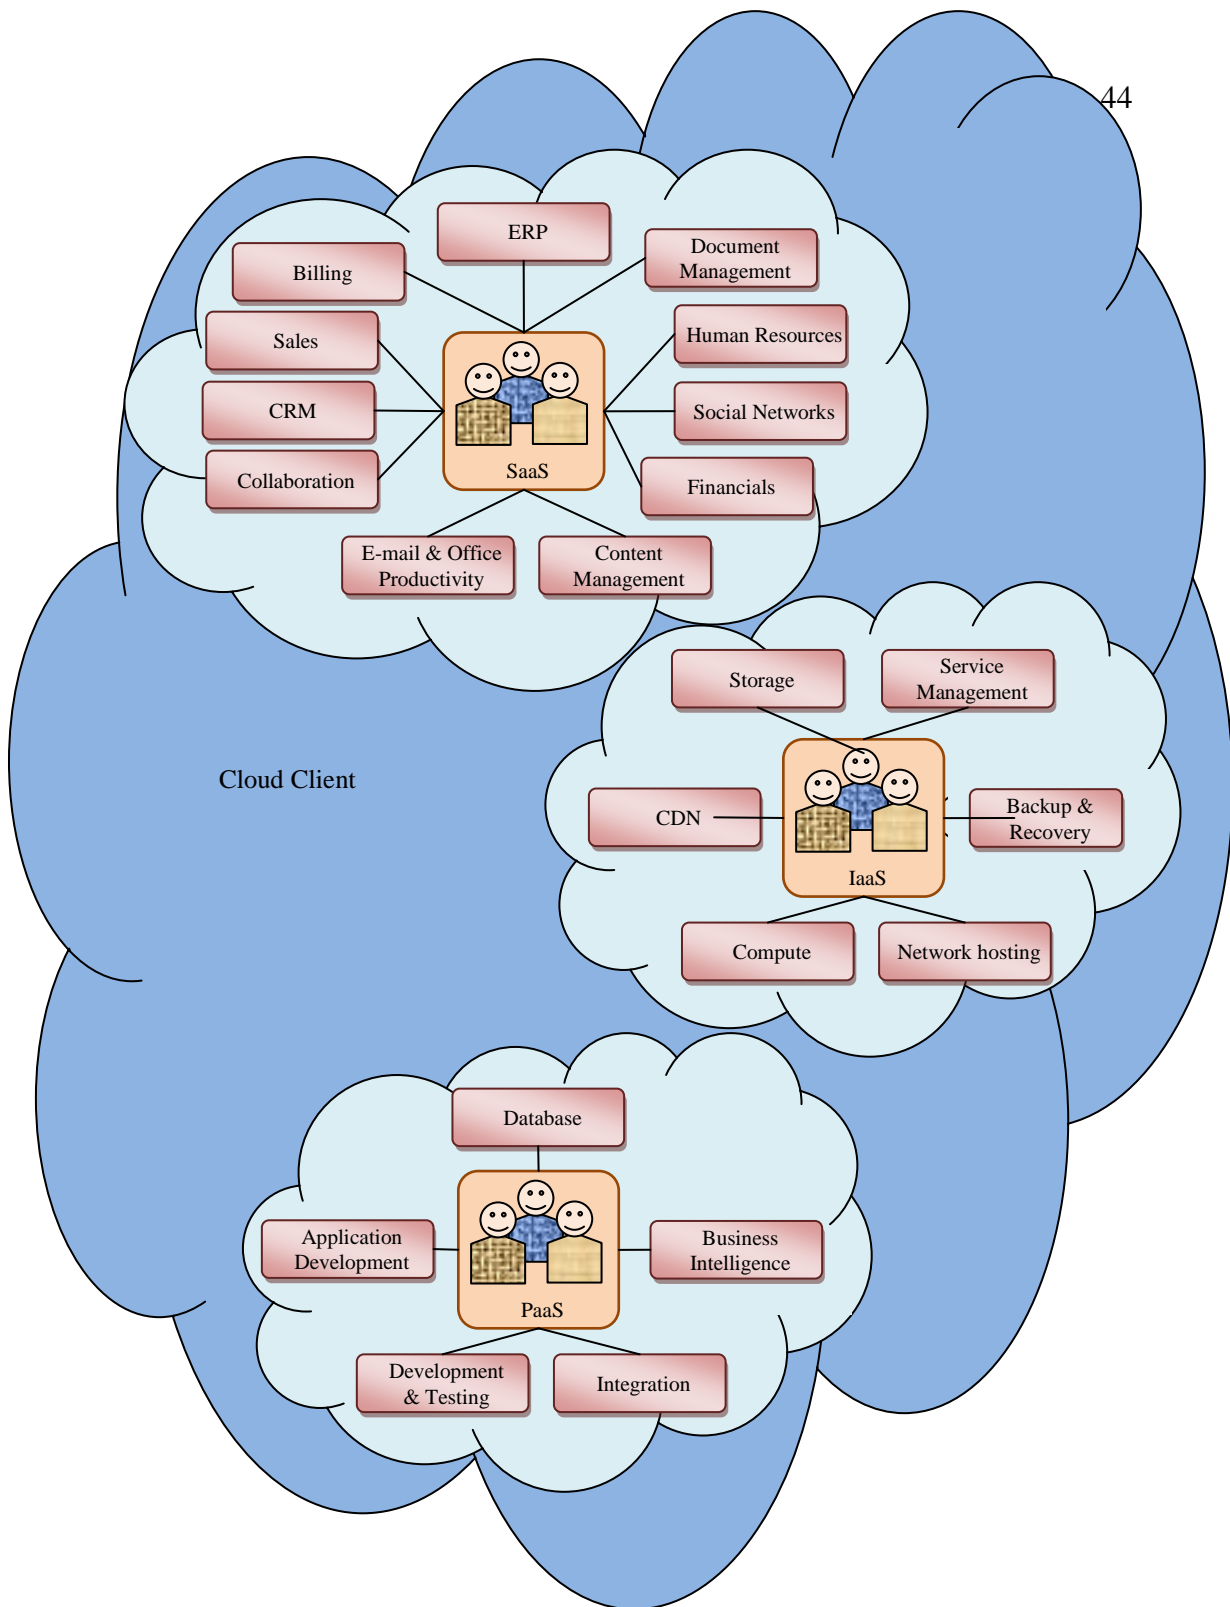 44
ERP
Document
Management
Billing
Human Resources
Sales
CRM
Social Networks
SaaS
Collaboration
Financials
E-mail & Office
Productivity
Content
Management
Storage
Service
Management
Cloud Client
CDN
Backup &
Recovery
IaaS
Compute
Network hosting
Database
Application
Development
Business
Intelligence
PaaS
Development
& Testing
Integration